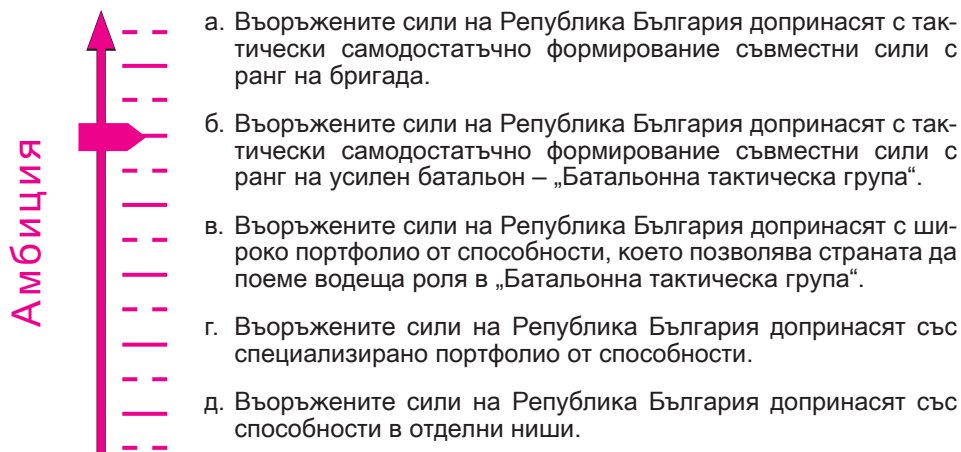 Амбиция
а. Въоръжените сили на Република България допринасят с так-
тически самодостатъчно формирование съвместни сили с
ранг на бригада.
б. Въоръжените сили на Република България допринасят с так-
тически самодостатъчно формирование съвместни сили с
ранг на усилен батальон – „Батальонна тактическа група“.
в. Въоръжените сили на Република България допринасят с ши-
роко портфолио от способности, което позволява страната да
поеме водеща роля в „Батальонна тактическа група“.
г. Въоръжените сили на Република България допринасят със
специализирано портфолио от способности.
д. Въоръжените сили на Република България допринасят със
способности в отделни ниши.